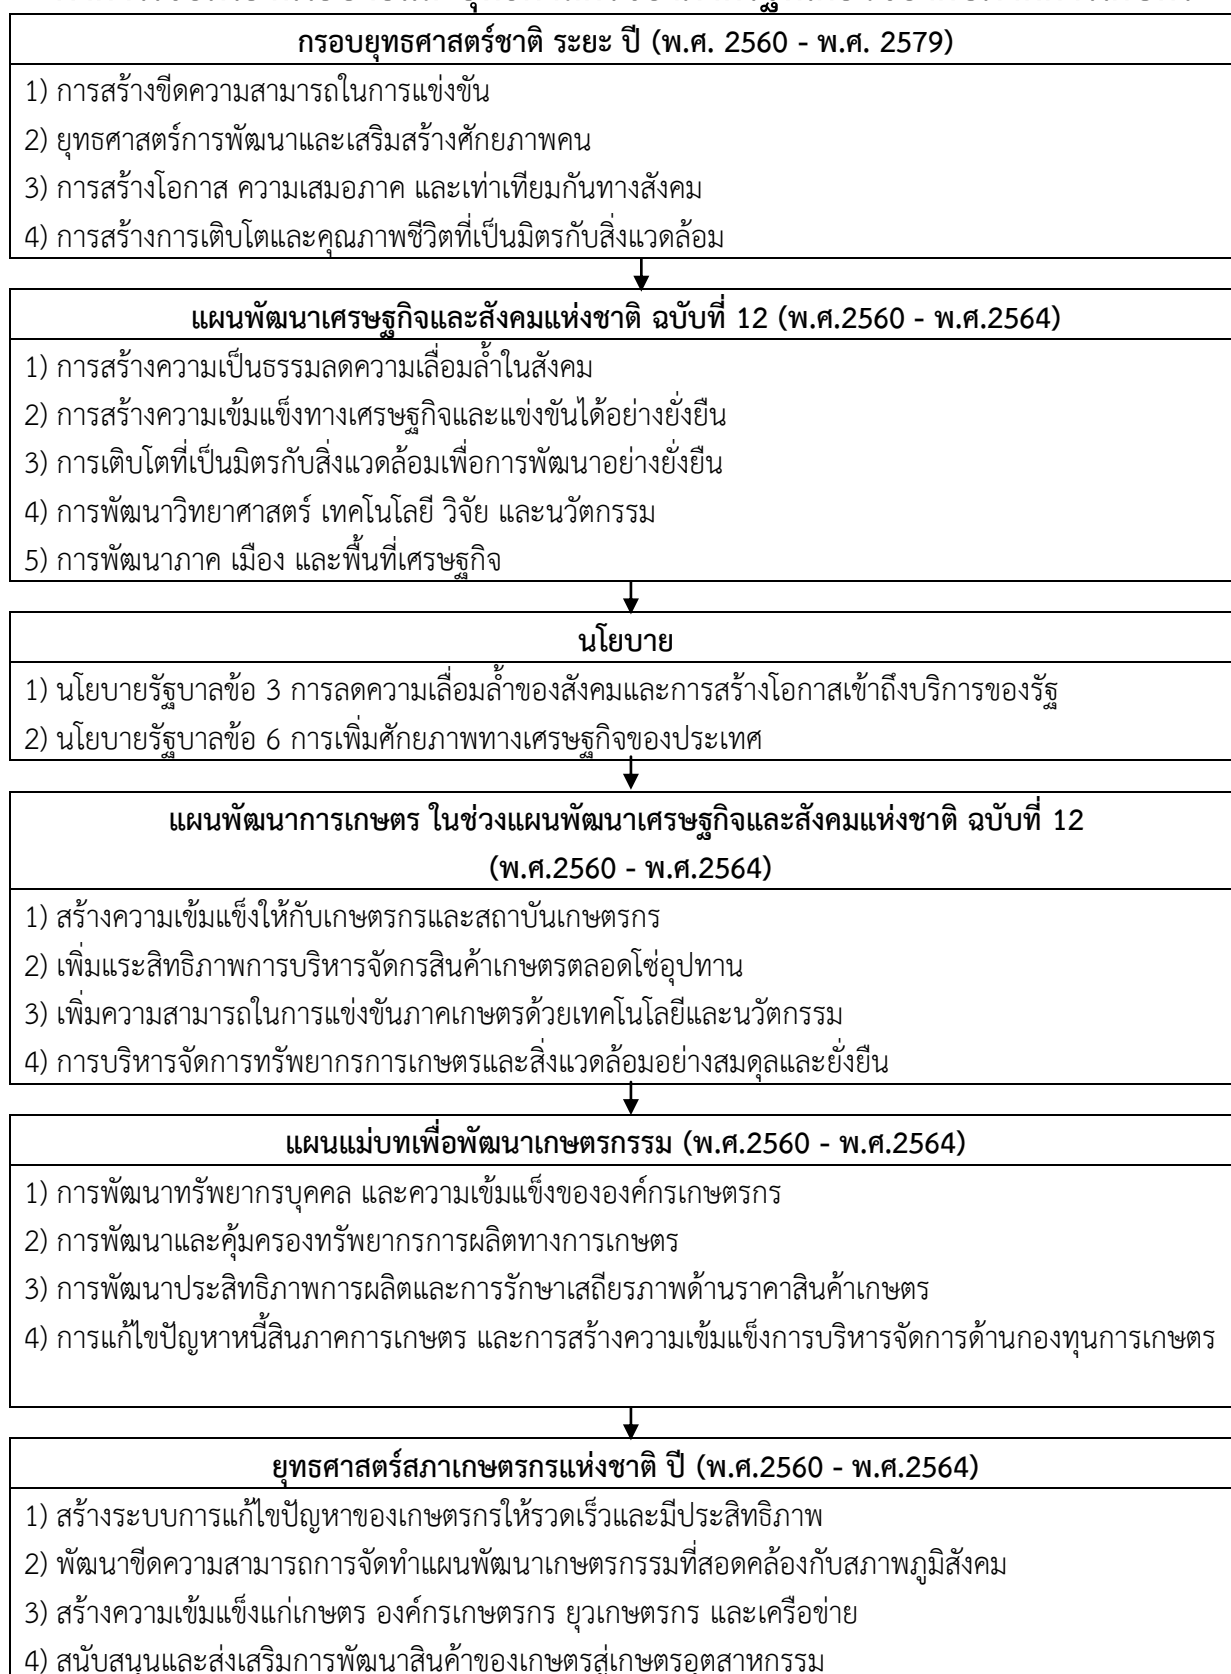 กรอบยุทธศาสตร์ชาติ ระยะ ปี (พ.ศ. 2560 - พ.ศ. 2579)
1) การสร้างขีดความสามารถในการแข่งขัน
2) ยุทธศาสตร์การพัฒนาและเสริมสร้างศักยภาพคน
3) การสร้างโอกาส ความเสมอภาค และเท่าเทียมกันทางสังคม
4) การสร้างการเติบโตและคุณภาพชีวิตที่เป็นมิตรกับสิ่งแวดล้อม
แผนพัฒนาเศรษฐกิจและสังคมแห่งชาติ ฉบับที่ 12 (พ.ศ.2560 - พ.ศ.2564)
1) การสร้างความเป็นธรรมลดความเลื่อมล้ำในสังคม
2) การสร้างความเข้มแข็งทางเศรษฐกิจและแข่งขันได้อย่างยั่งยืน
3) การเติบโตที่เป็นมิตรกับสิ่งแวดล้อมเพื่อการพัฒนาอย่างยั่งยืน
4) การพัฒนาวิทยาศาสตร์ เทคโนโลยี วิจัย และนวัตกรรม
5) การพัฒนาภาค เมือง และพื้นที่เศรษฐกิจ
นโยบาย
1) นโยบายรัฐบาลข้อ 3 การลดความเลื่อมล้ำของสังคมและการสร้างโอกาสเข้าถึงบริการของรัฐ
2) นโยบายรัฐบาลข้อ 6 การเพิ่มศักยภาพทางเศรษฐกิจของประเทศ
แผนพัฒนาการเกษตร ในช่วงแผนพัฒนาเศรษฐกิจและสังคมแห่งชาติ ฉบับที่ 12
(พ.ศ.2560 - พ.ศ.2564)
1) สร้างความเข้มแข็งให้กับเกษตรกรและสถาบันเกษตรกร
2) เพิ่มแระสิทธิภาพการบริหารจัดกรสินค้าเกษตรตลอดโซ่อุปทาน
3) เพิ่มความสามารถในการแข่งขันภาคเกษตรด้วยเทคโนโลยีและนวัตกรรม
4) การบริหารจัดการทรัพยากรการเกษตรและสิ่งแวดล้อมอย่างสมดุลและยั่งยืน
แผนแม่บทเพื่อพัฒนาเกษตรกรรม (พ.ศ.2560 - พ.ศ.2564)
1) การพัฒนาทรัพยากรบุคคล และความเข้มแข็งขององค์กรเกษตรกร
2) การพัฒนาและคุ้มครองทรัพยากรการผลิตทางการเกษตร
3) การพัฒนาประสิทธิภาพการผลิตและการรักษาเสถียรภาพด้านราคาสินค้าเกษตร
4) การแก้ไขปัญหาหนี้สินภาคการเกษตร และการสร้างความเข้มแข็งการบริหารจัดการด้านกองทุนการเกษตร
ยุทธศาสตร์สภาเกษตรกรแห่งชาติ ปี (พ.ศ.2560 - พ.ศ.2564)
1) สร้างระบบการแก้ไขปัญหาของเกษตรกรให้รวดเร็วและมีประสิทธิภาพ
2) พัฒนาขีดความสามารถการจัดทำแผนพัฒนาเกษตรกรรมที่สอดคล้องกับสภาพภูมิสังคม
3) สร้างความเข้มแข็งแก่เกษตร องค์กรเกษตรกร ยุวเกษตรกร และเครือข่าย
4) สนับสนุนและส่งเสริมการพัฒนาสินค้าของเกษตรสู่เกษตรอุตสาหกรรม